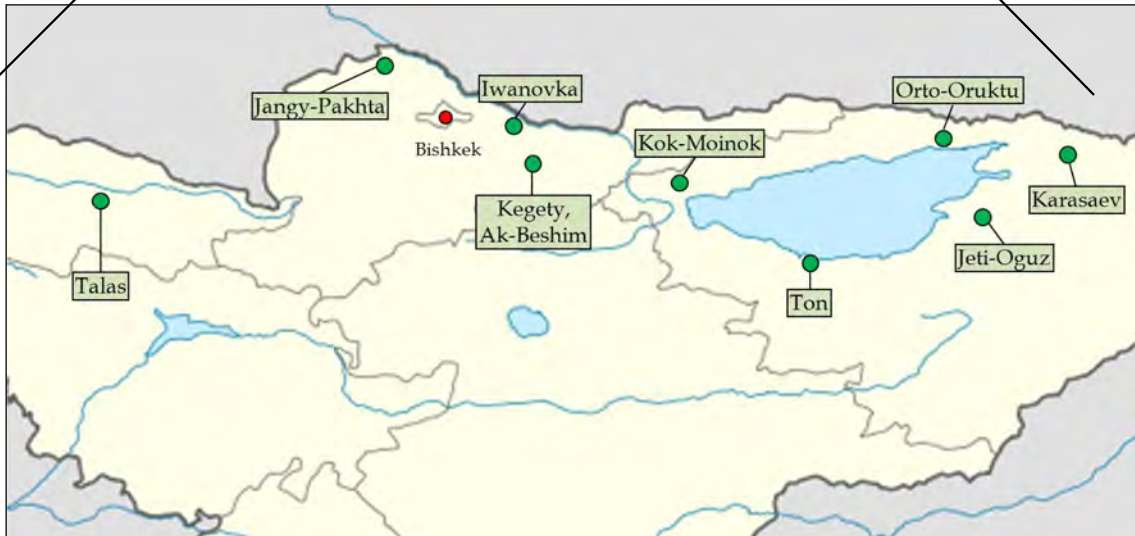 Jangy-Pakhta
Iwanovka
Bishkek
Orto-Oruktu
Kok-Moinok
Karasaev
Kegety,
Ak-Beshim
Jeti-Oguz
Talas
Ton